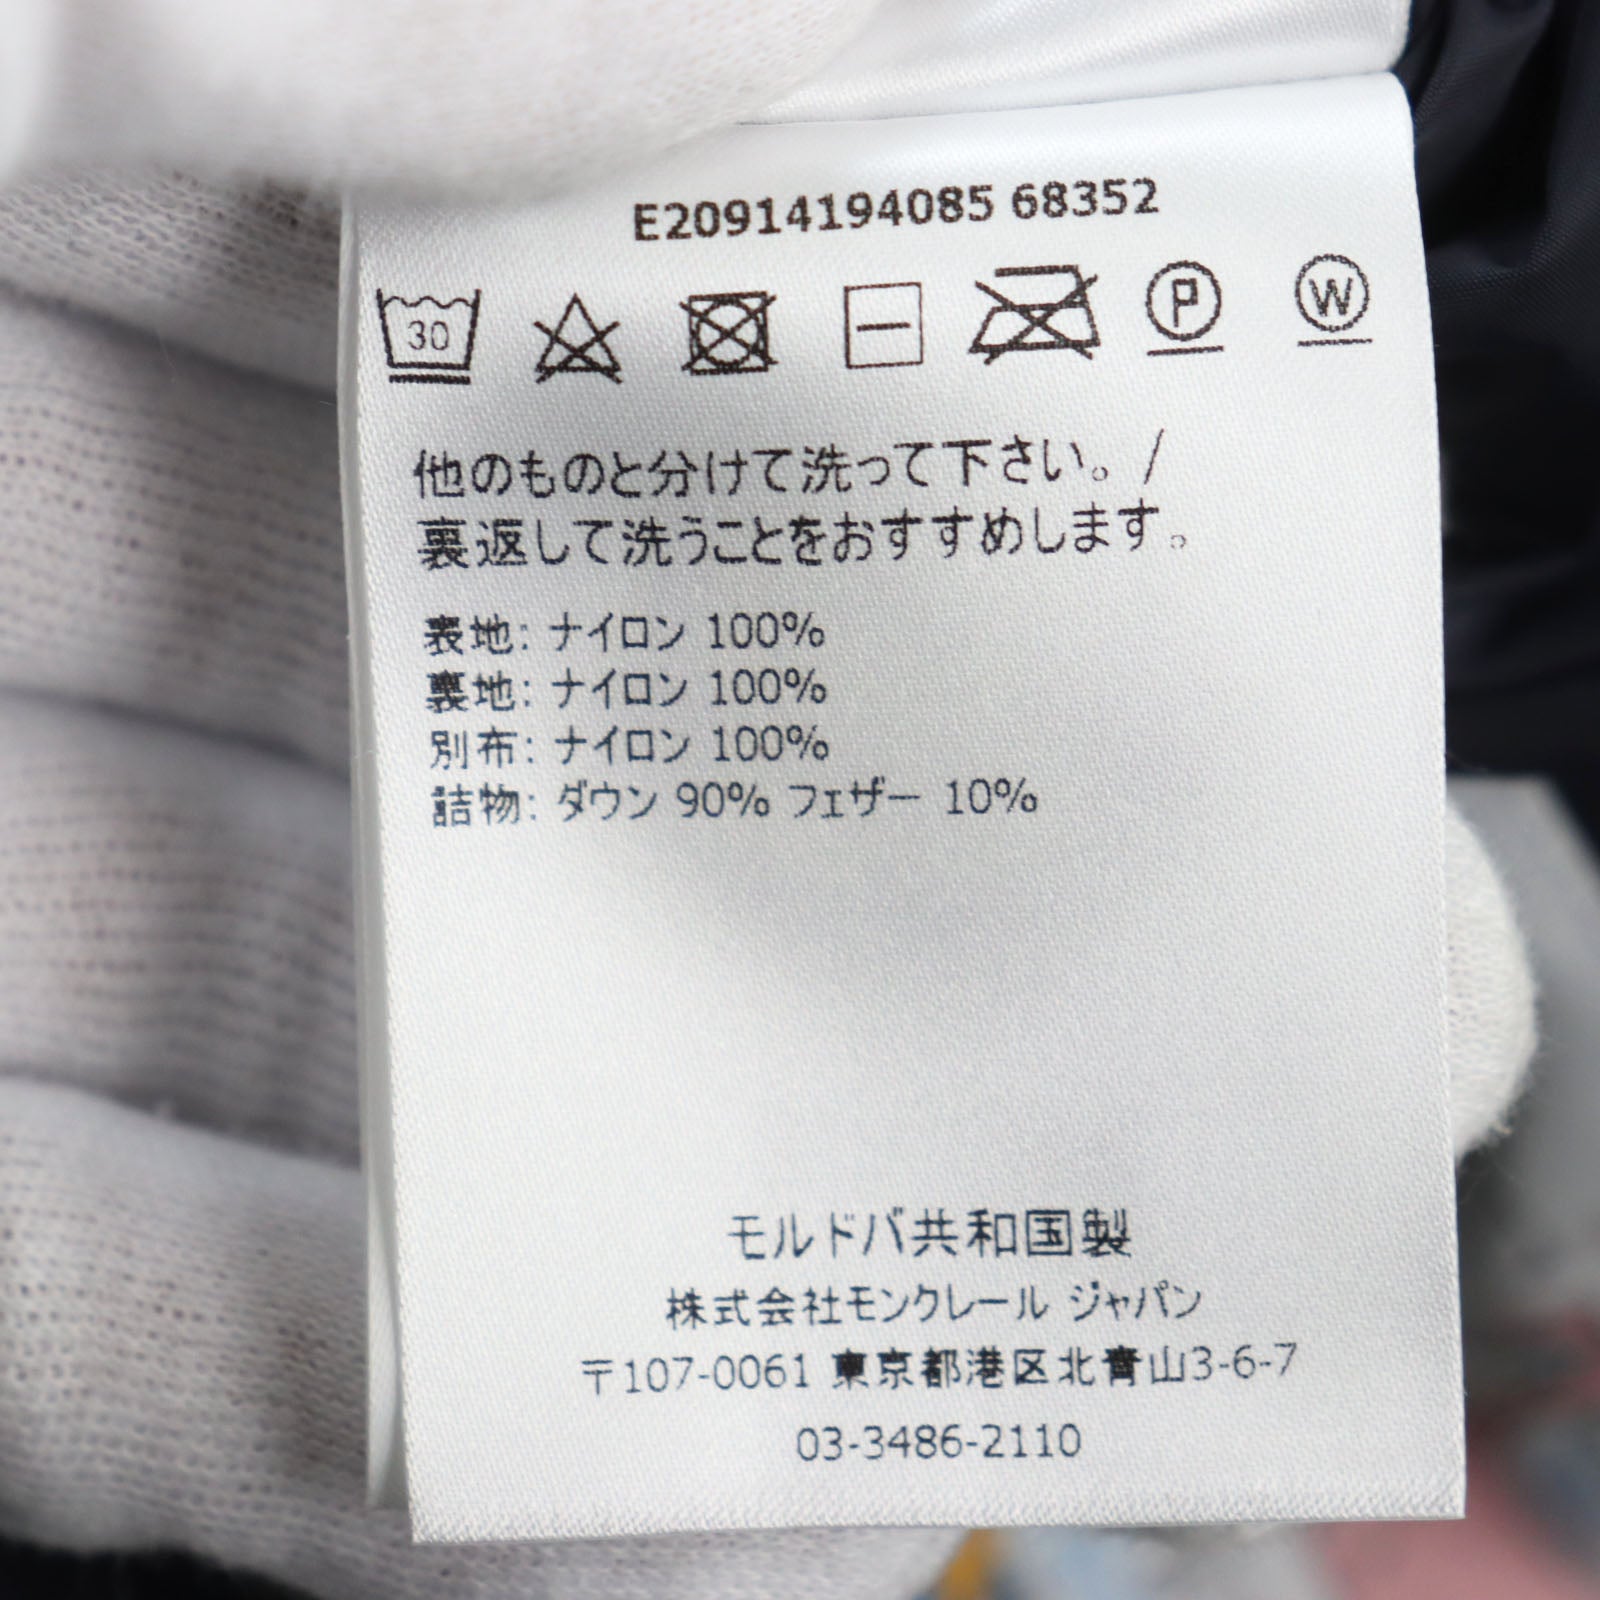 E20914194085 68352
30
P
W
他のものと分けて洗って下さい。/
裏返して洗うことをおすすめします。
表地: ナイロン 100%
裏地: ナイロン 100%
別布: ナイロン 100%
詰物: ダウン 90% フェザー 10%
モルドバ共和国製
株式会社モンクレール ジャパン
〒107-0061 東京都港区北青山3-6-7
03-3486-2110